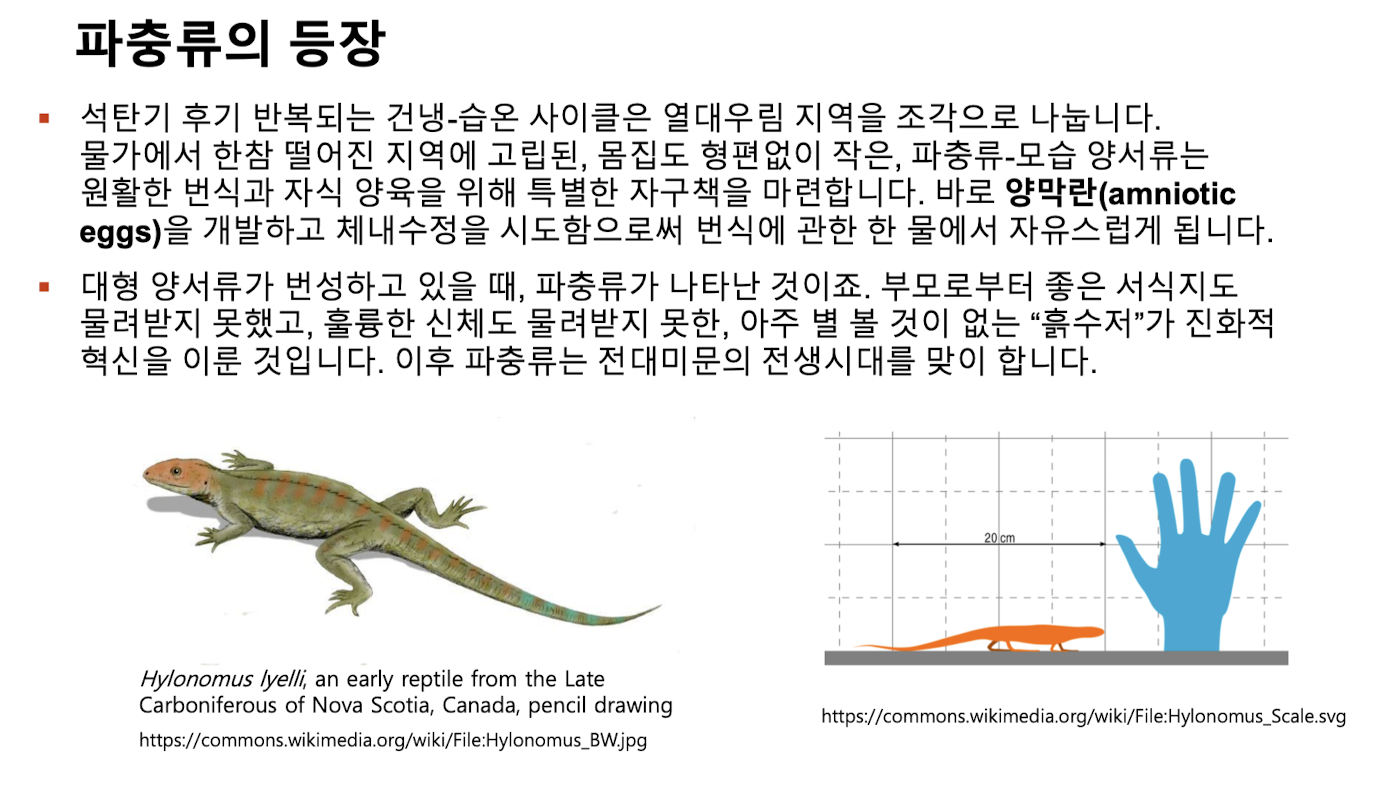 파충류의 등장
석탄기 후기 반복되는 건냉-습온 사이클은 열대우림 지역을 조각으로 나눕니다.
물가에서 한참 떨어진 지역에 고립된, 몸집도 형편없이 작은, 파충류-모습 양서류는
원활한 번식과 자식 양육을 위해 특별한 자구책을 마련합니다. 바로 양막란(amniotic
eggs)을 개발하고 체내수정을 시도함으로써 번식에 관한 한 물에서 자유스럽게 됩니다.
대형 양서류가 번성하고 있을 때, 파충류가 나타난 것이죠. 부모로부터 좋은 서식지도
물려받지 못했고, 훌륭한 신체도 물려받지 못한, 아주 별 볼 것이 없는 “흙수저”가 진화적
혁신을 이룬 것입니다. 이후 파충류는 전대미문의 전생시대를 맞이 합니다.
20 cm
Hylonomus lyelli, an early reptile from the Late
Carboniferous of Nova Scotia, Canada, pencil drawing
https://commons.wikimedia.org/wiki/File:Hylonomus_BW.jpg
https://commons.wikimedia.org/wiki/File:Hylonomus_Scale.svg